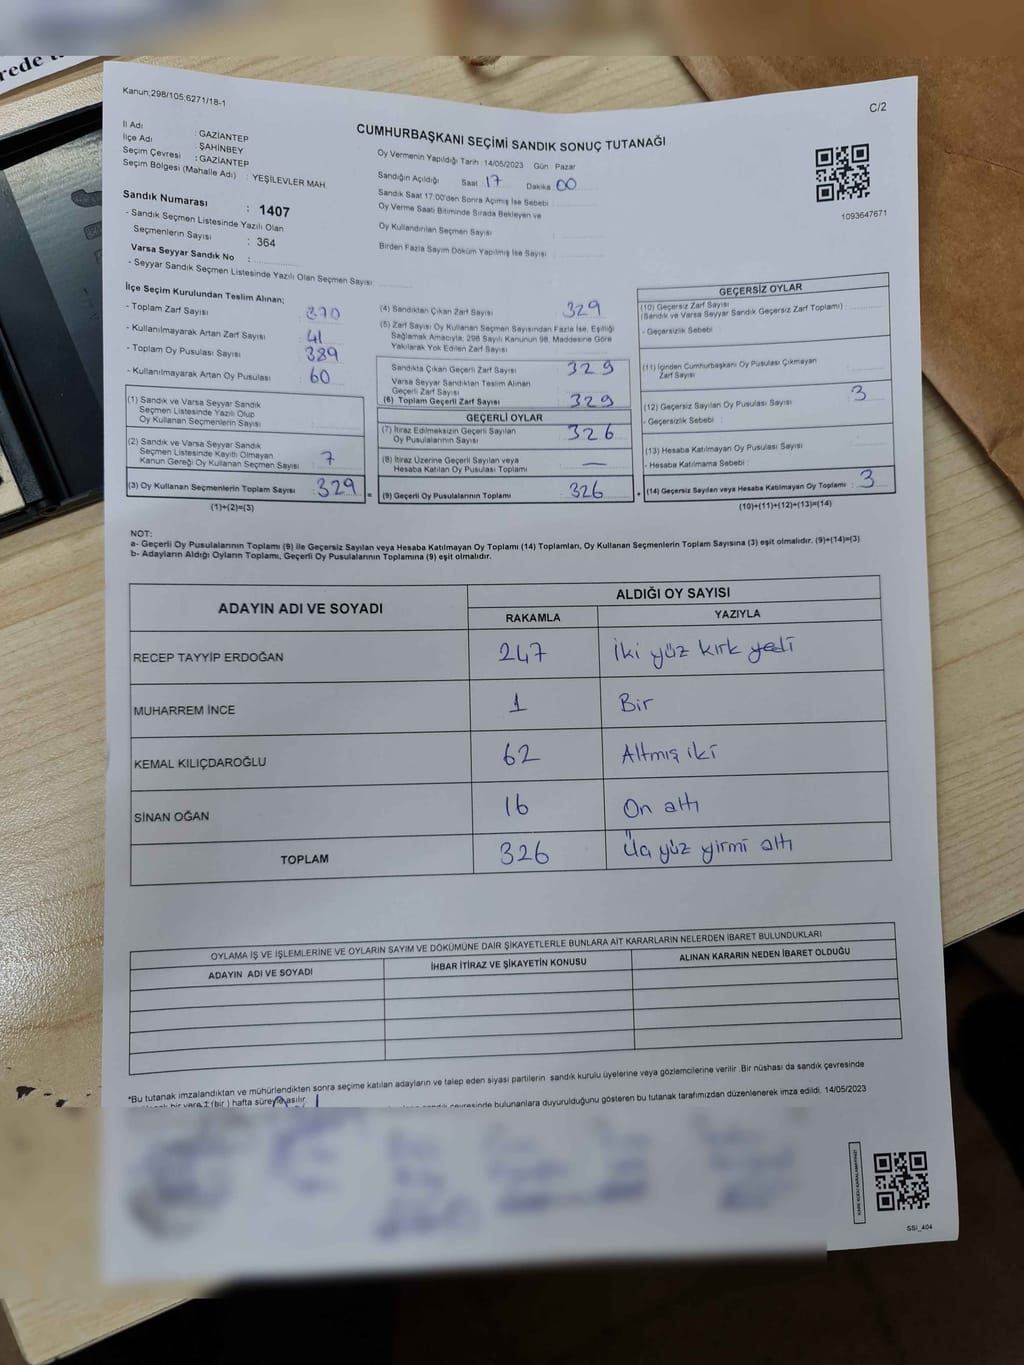 rede
Kanun;298/105;6271/18-1
C/2
CUMHURBAŞKANI SEÇİMİ SANDIK SONUÇ TUTANAĞI
İl Adı : GAZİANTEP
İlçe Adı : ŞAHİNBEY
Seçim Çevresi : GAZİANTEP
Seçim Bölgesi (Mahalle Adı) : YEŞİLEVLER MAH.
Sandık Numarası : 1407
- Sandık Seçmen Listesinde Yazılı Olan
Seçmenlerin Sayısı : 364
Varsa Seyyar Sandık No :
- Seyyar Sandık Seçmen Listesinde Yazılı Olan Seçmen Sayısı :
Oy Vermenin Yapıldığı Tarih :14/05/2023 Gün : Pazar
Sandığın Açıldığı Saat 17 Dakika : 00
Sandık Saat 17.00'den Sonra Açımış İse Sebebi :
Oy Verme Saati Bitiminde Sırada Bekleyen ve
Oy Kullandırılan Seçmen Sayısı :
Birden Fazla Sayım Döküm Yapılmış İse Sayısı :
1093647671
İlçe Seçim Kurulundan Teslim Alınan;
- Toplam Zarf Sayısı : 370
- Kullanılmayarak Artan Zarf Sayısı : 41
- Toplam Oy Pusulası Sayısı : 389
- Kullanılmayarak Artan Oy Pusulası : 60
(1) Sandık ve Varsa Seyyar Sandık
Seçmen Listesinde Yazılı Olup
Oy Kullanan Seçmenlerin Sayısı :
(2) Sandık ve Varsa Seyyar Sandık
Seçmen Listesinde Kayıtlı Olmayan
Kanun Gereği Oy Kullanan Seçmen Sayısı : 7
(3) Oy Kullanan Seçmenlerin Toplam Sayısı : 329 =
(1)+(2)=(3)
(4) Sandıktan Çıkan Zarf Sayısı : 329
(5) Zarf Sayısı Oy Kullanan Seçmen Sayısından Fazla İse, Eşitliği
Sağlamak Amacıyla; 298 Sayılı Kanunun 98. Maddesine Göre
Yakılarak Yok Edilen Zarf Sayısı :
Sandıkta Çıkan Geçerli Zarf Sayısı : 329
Varsa Seyyar Sandıktan Teslim Alınan
Geçerli Zarf Sayısı :
(6) Toplam Geçerli Zarf Sayısı : 329
GEÇERLİ OYLAR
(7) İtiraz Edilmeksizin Geçerli Sayılan
Oy Pusulalarının Sayısı : 326
(8) İtiraz Üzerine Geçerli Sayılan veya
Hesaba Katılan Oy Pusulası Toplamı : —
(9) Geçerli Oy Pusulalarının Toplamı : 326 +
GEÇERSİZ OYLAR
(10) Geçersiz Zarf Sayısı
(Sandık ve Varsa Seyyar Sandık Geçersiz Zarf Toplamı) :
- Geçersizlik Sebebi :
(11) İçinden Cumhurbaşkanı Oy Pusulası Çıkmayan
Zarf Sayısı :
(12) Geçersiz Sayılan Oy Pusulası Sayısı : 3
- Geçersizlik Sebebi :
(13) Hesaba Katılmayan Oy Pusulası Sayısı :
- Hesaba Katılmama Sebebi :
(14) Geçersiz Sayılan veya Hesaba Katılmayan Oy Toplamı : 3
(10)+(11)+(12)+(13)=(14)
NOT:
a- Geçerli Oy Pusulalarının Toplamı (9) ile Geçersiz Sayılan veya Hesaba Katılmayan Oy Toplamı (14) Toplamları, Oy Kullanan Seçmenlerin Toplam Sayısına (3) eşit olmalıdır. (9)+(14)=(3)
b- Adayların Aldığı Oyların Toplamı, Geçerli Oy Pusulalarının Toplamına (9) eşit olmalıdır.
ADAYIN ADI VE SOYADI ALDIĞI OY SAYISI
RAKAMLA YAZIYLA
RECEP TAYYİP ERDOĞAN 247 İki yüz kırk yedi
MUHARREM İNCE 1 Bir
KEMAL KILIÇDAROĞLU 62 Altmış iki
SİNAN OĞAN 16 On altı
TOPLAM 326 Üç yüz yirmi altı
OYLAMA İŞ VE İŞLEMLERİNE VE OYLARIN SAYIM VE DÖKÜMÜNE DAİR ŞİKAYETLERLE BUNLARA AİT KARARLARIN NELERDEN İBARET BULUNDUKLARI
ADAYIN ADI VE SOYADI İHBAR İTİRAZ VE ŞİKAYETİN KONUSU ALINAN KARARIN NEDEN İBARET OLDUĞU
*Bu tutanak imzalandıktan ve mühürlendikten sonra seçime katılan adayların ve talep eden siyasi partilerin sandık kurulu üyelerine veya gözlemcilerine verilir. Bir nüshası da sandık çevresinde
(bir) hafta süreyle asılır.
çevresinde bulunanlara duyurulduğunu gösteren bu tutanak tarafımızdan düzenlenerek imza edildi. 14/05/2023
SSİ_404